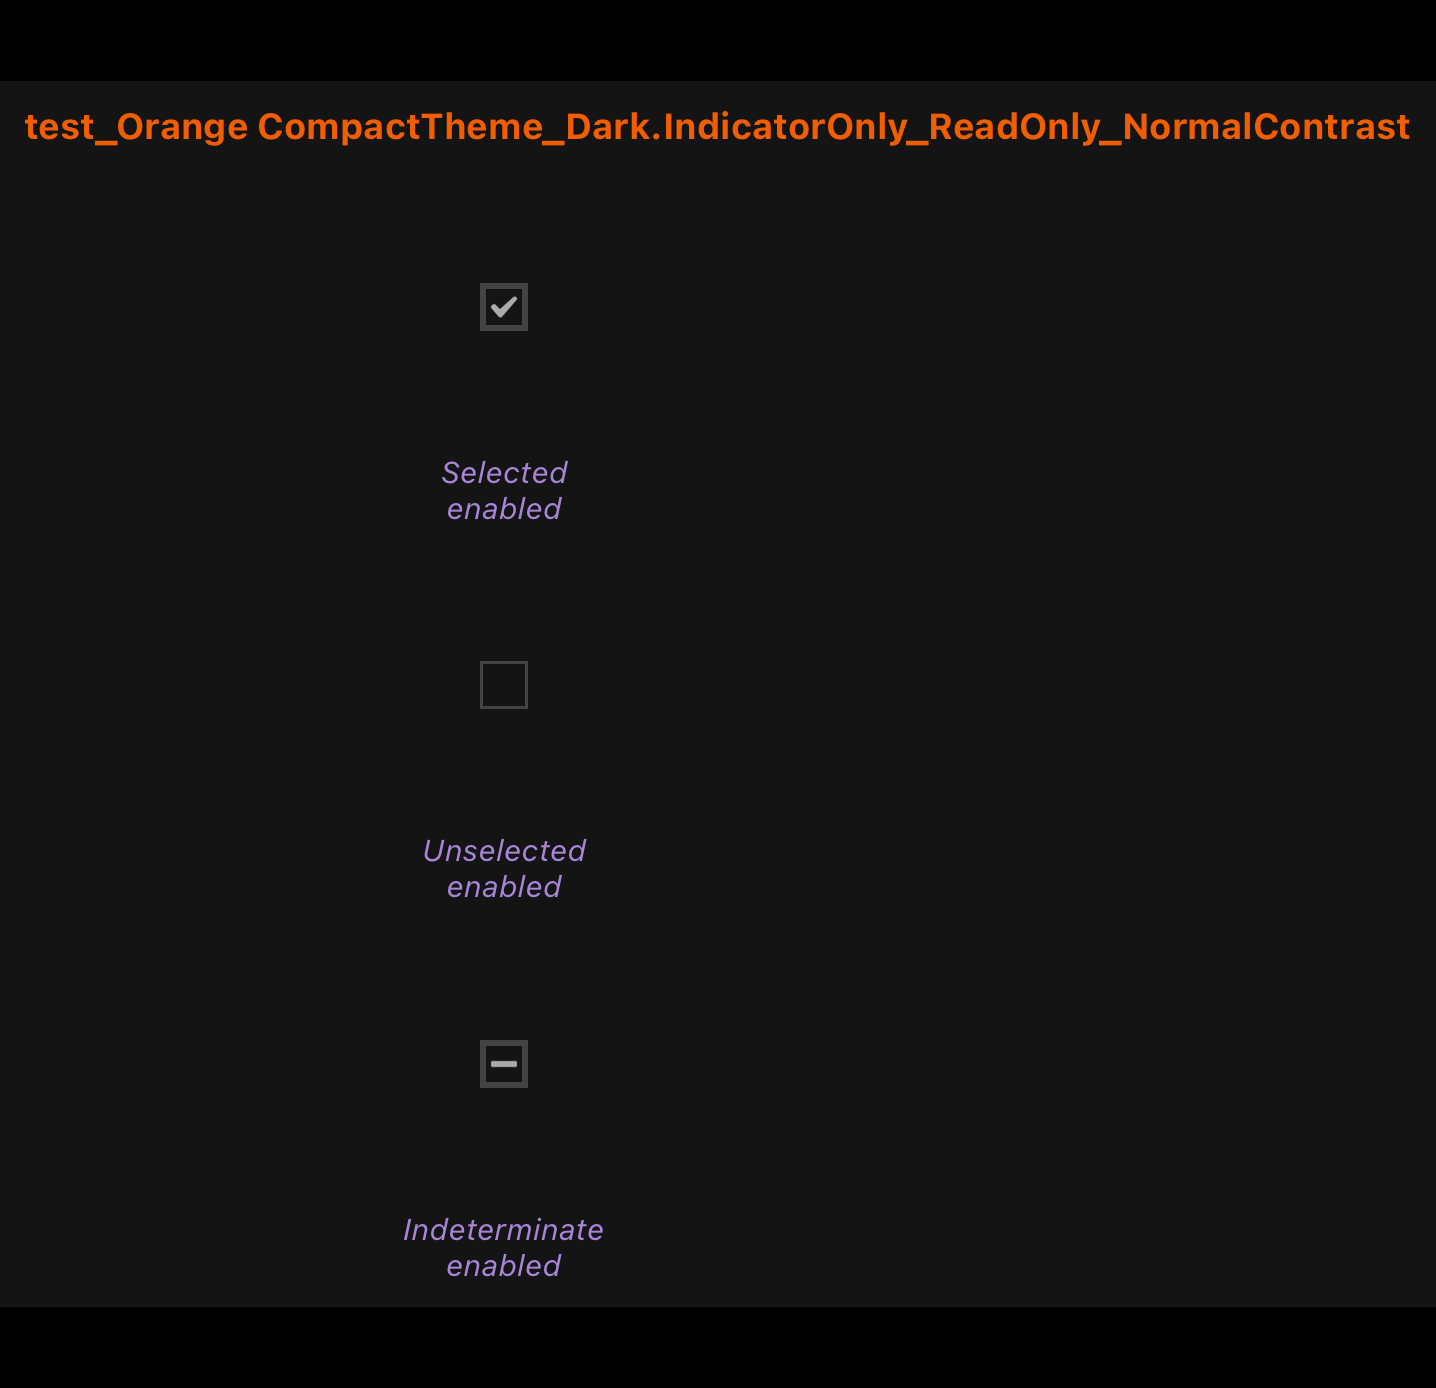 test_Orange CompactTheme_Dark.IndicatorOnly_ReadOnly_NormalContrast
Selected
enabled
Unselected
enabled
Indeterminate
enabled